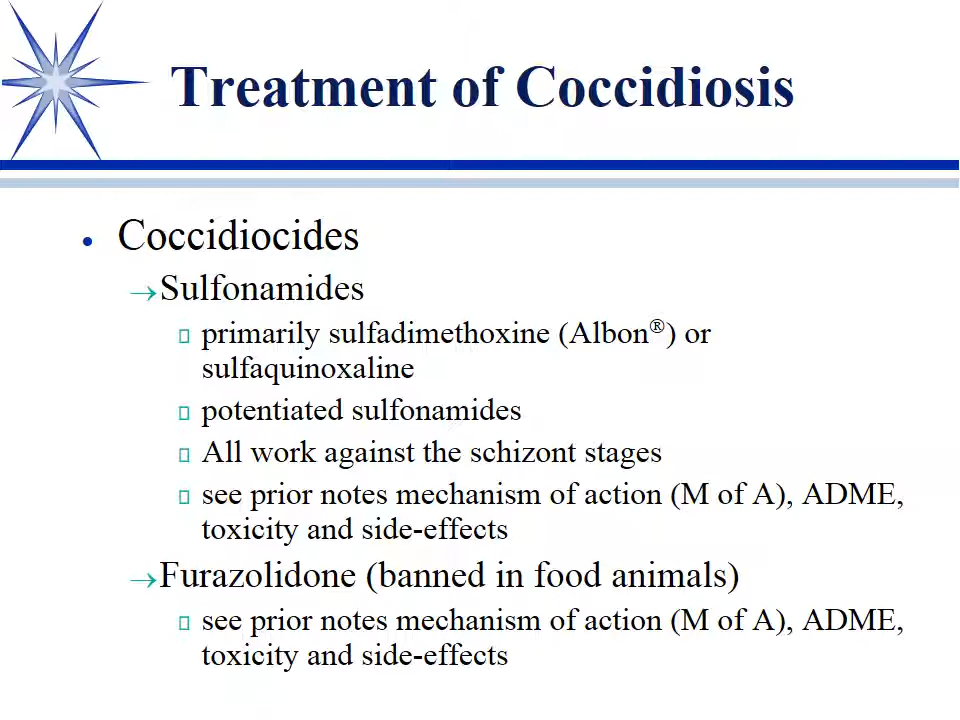 Treatment of Coccidiosis
• Coccidiocides
→Sulfonamides
▯ primarily sulfadimethoxine (Albon®) or
sulfaquinoxaline
▯ potentiated sulfonamides
▯ All work against the schizont stages
▯ see prior notes mechanism of action (M of A), ADME,
toxicity and side-effects
→Furazolidone (banned in food animals)
▯ see prior notes mechanism of action (M of A), ADME,
toxicity and side-effects